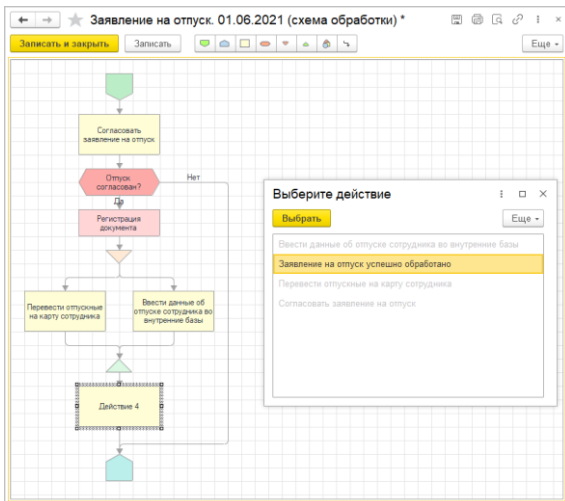 Заявление на отпуск. 01.06.2021 (схема обработки) *
Записать и закрыть
Записать
Еще
Согласовать
заявление на отпуск
Отпуск
согласован?
Нет
Да
Регистрация
документа
Перевести отпускные
на карту сотрудника
Ввести данные об
отпуске сотрудника во
внутренние базы
Действие 4
Выберите действие
Выбрать
Еще
Ввести данные об отпуске сотрудника во внутренние базы
Заявление на отпуск успешно обработано
Перевести отпускные на карту сотрудника
Согласовать заявление на отпуск